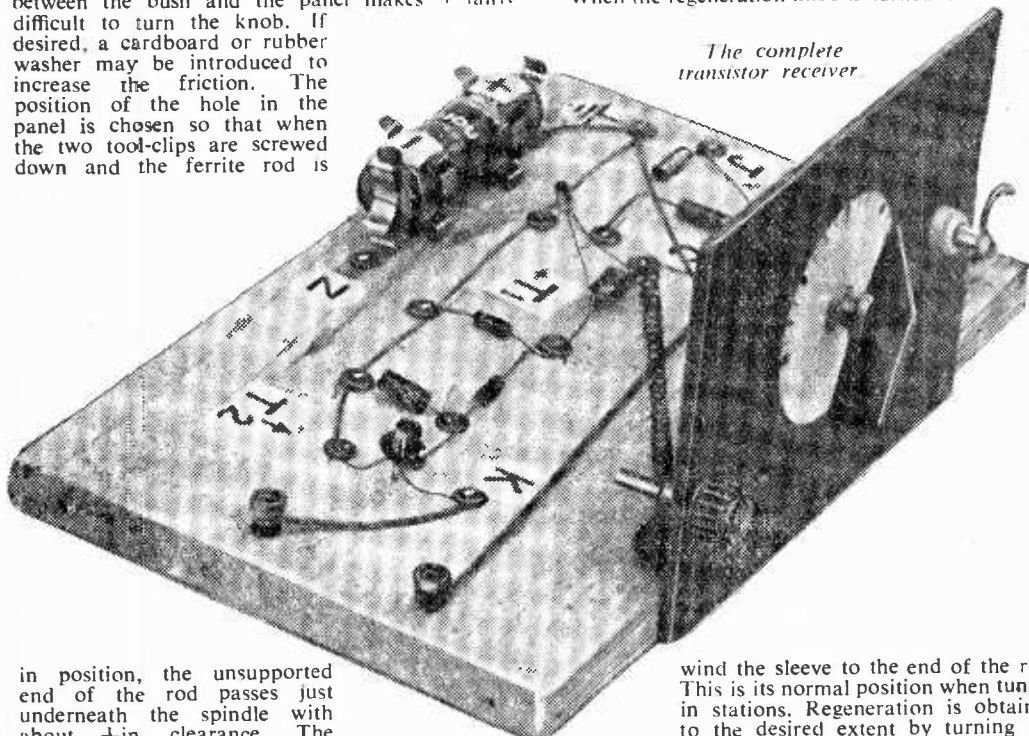 between the bush and the panel makes
difficult to turn the knob. If
desired, a cardboard or rubber
washer may be introduced to
increase the friction. The
position of the hole in the
panel is chosen so that when
the two tool-clips are screwed
down and the ferrite rod is
When the regeneration
The complete
transistor receiver
+
-
N
T1
T2
K
in position, the unsupported
end of the rod passes just
underneath the spindle with
about in. clearance. The
wind the sleeve to the end of the r
This is its normal position when tun
in stations. Regeneration is obtain
to the desired extent by turning